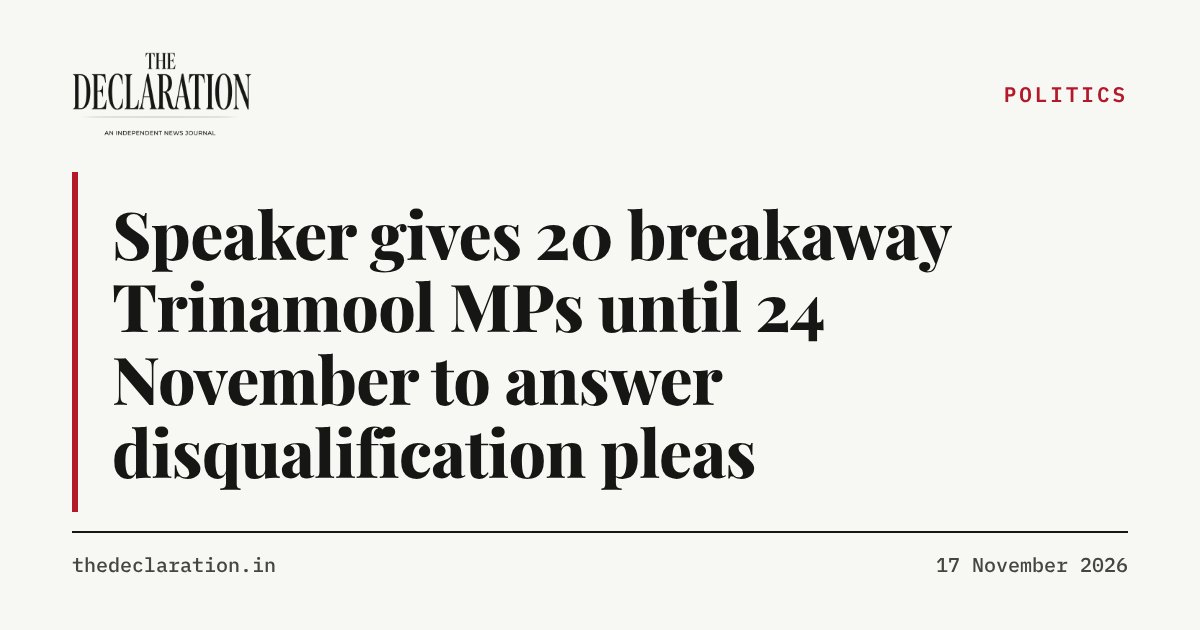 THE
DECLARATION
AN INDEPENDENT NEWS JOURNAL
POLITICS
Speaker gives 20 breakaway
Trinamool MPs until 24
November to answer
disqualification pleas
thedeclaration.in
17 November 2026